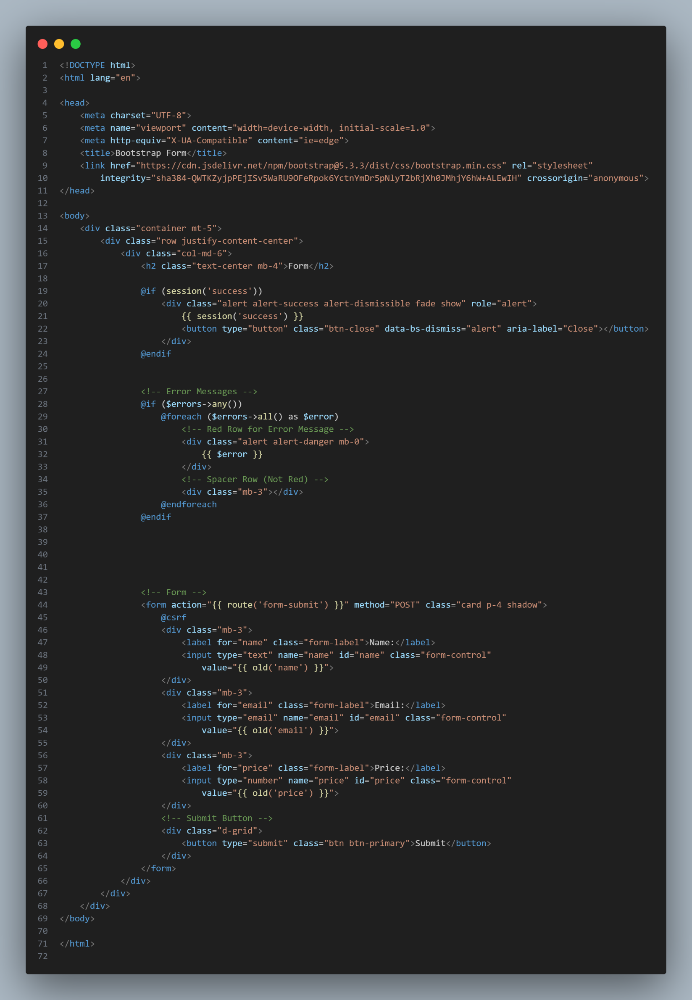 1 <!DOCTYPE html>
2 <html lang="en">
3
4 <head>
5     <meta charset="UTF-8">
6     <meta name="viewport" content="width=device-width, initial-scale=1.0">
7     <meta http-equiv="X-UA-Compatible" content="ie=edge">
8     <title>Bootstrap Form</title>
9     <link href="https://cdn.jsdelivr.net/npm/bootstrap@5.3.3/dist/css/bootstrap.min.css" rel="stylesheet"
10         integrity="sha384-QWTKZyjpPEjISv5WaRU9OFeRpok6YctnYmDr5pNlyT2bRjXh0JMhjY6hW+ALEwIH" crossorigin="anonymous">
11 </head>
12
13 <body>
14     <div class="container mt-5">
15         <div class="row justify-content-center">
16             <div class="col-md-6">
17                 <h2 class="text-center mb-4">Form</h2>
18
19                 @if (session('success'))
20                     <div class="alert alert-success alert-dismissible fade show" role="alert">
21                         {{ session('success') }}
22                         <button type="button" class="btn-close" data-bs-dismiss="alert" aria-label="Close"></button>
23                     </div>
24                 @endif
25
26
27                 <!-- Error Messages -->
28                 @if ($errors->any())
29                     @foreach ($errors->all() as $error)
30                         <!-- Red Row for Error Message -->
31                         <div class="alert alert-danger mb-0">
32                             {{ $error }}
33                         </div>
34                         <!-- Spacer Row (Not Red) -->
35                         <div class="mb-3"></div>
36                     @endforeach
37                 @endif
38
39
40
41
42
43                 <!-- Form -->
44                 <form action="{{ route('form-submit') }}" method="POST" class="card p-4 shadow">
45                     @csrf
46                     <div class="mb-3">
47                         <label for="name" class="form-label">Name:</label>
48                         <input type="text" name="name" id="name" class="form-control"
49                             value="{{ old('name') }}">
50                     </div>
51                     <div class="mb-3">
52                         <label for="email" class="form-label">Email:</label>
53                         <input type="email" name="email" id="email" class="form-control"
54                             value="{{ old('email') }}">
55                     </div>
56                     <div class="mb-3">
57                         <label for="price" class="form-label">Price:</label>
58                         <input type="number" name="price" id="price" class="form-control"
59                             value="{{ old('price') }}">
60                     </div>
61                     <!-- Submit Button -->
62                     <div class="d-grid">
63                         <button type="submit" class="btn btn-primary">Submit</button>
64                     </div>
65                 </form>
66             </div>
67         </div>
68     </div>
69 </body>
70
71 </html>
72